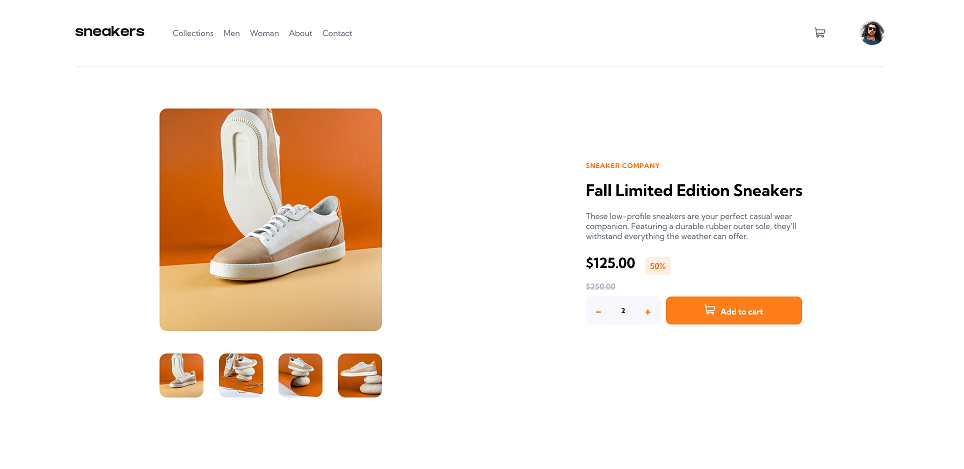 sneakers
Collections Men Woman About Contact
SNEAKER COMPANY
Fall Limited Edition Sneakers
These low-profile sneakers are your perfect casual wear
companion. Featuring a durable rubber outer sole, they'll
withstand everything the weather can offer.
$125.00 50%
$250.00
− 2 + Add to cart